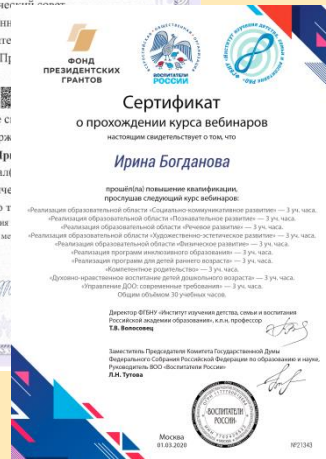 ФОНД
ПРЕЗИДЕНТСКИХ
ГРАНТОВ
ВОСПИТАТЕЛИ
РОССИИ
Сертификат
о прохождении курса вебинаров
настоящим свидетельствует о том, что
Ирина Богданова
прошёл(ла) повышение квалификации,
прослушав следующий курс вебинаров:
«Реализация образовательной области «Социально-коммуникативное развитие» — 3 уч. часа.
«Реализация образовательной области «Познавательное развитие» — 3 уч. часа.
«Реализация образовательной области «Речевое развитие» — 3 уч. часа.
«Реализация образовательной области «Художественно-эстетическое развитие» — 3 уч. часа.
«Реализация образовательной области «Физическое развитие» — 3 уч. часа.
«Реализация программ инклюзивного образования» — 3 уч. часа.
«Реализация программ для детей раннего возраста» — 3 уч. часа.
«Компетентное родительство» — 3 уч. часа.
«Духовно-нравственное воспитание детей дошкольного возраста» — 3 уч. часа.
«Управление ДОО: современные требования» — 3 уч. часа.
Общим объёмом 30 учебных часов.
Директор ФГБНУ «Институт изучения детства, семьи и воспитания
Российской академии образования», к.п.н, профессор
Т.В. Волосовец
Заместитель Председателя Комитета Государственной Думы
Федерального Собрания Российской Федерации по образованию и науке,
Руководитель ВОО «Воспитатели России»
Л.Н. Тутова
ВОСПИТАТЕЛИ
РОССИИ
Москва
01.03.2020
№21343